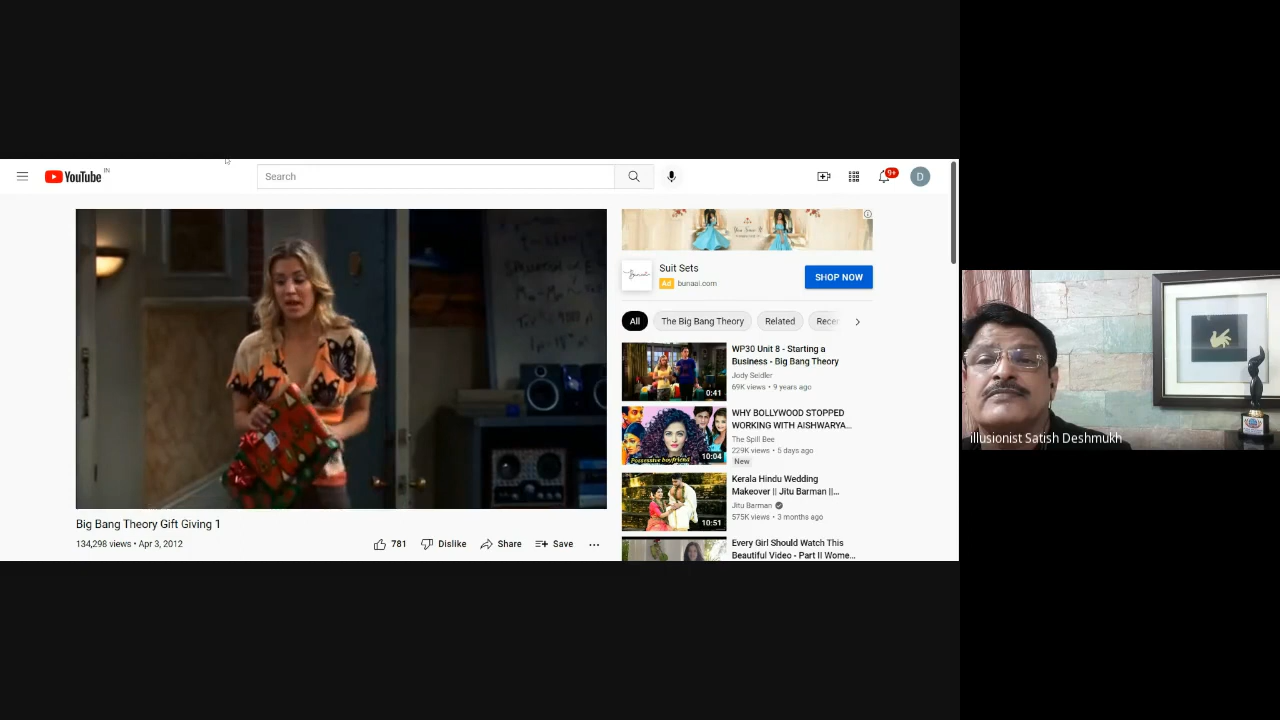 YouTube IN
Search
9+
D
Suit Sets
Ad bunaai.com
SHOP NOW
All
The Big Bang Theory
Related
Recen
WP30 Unit 8 - Starting a
Business - Big Bang Theory
Jody Seidler
69K views • 9 years ago
0:41
WHY BOLLYWOOD STOPPED
WORKING WITH AISHWARYA...
The Spill Bee
229K views • 5 days ago
New
Possessive boyfriend
10:04
Kerala Hindu Wedding
Makeover || Jitu Barman ||...
Jitu Barman
575K views • 3 months ago
10:51
Every Girl Should Watch This
Beautiful Video - Part II Wome...
Big Bang Theory Gift Giving 1
134,298 views • Apr 3, 2012
781
Dislike
Share
Save
illusionist Satish Deshmukh